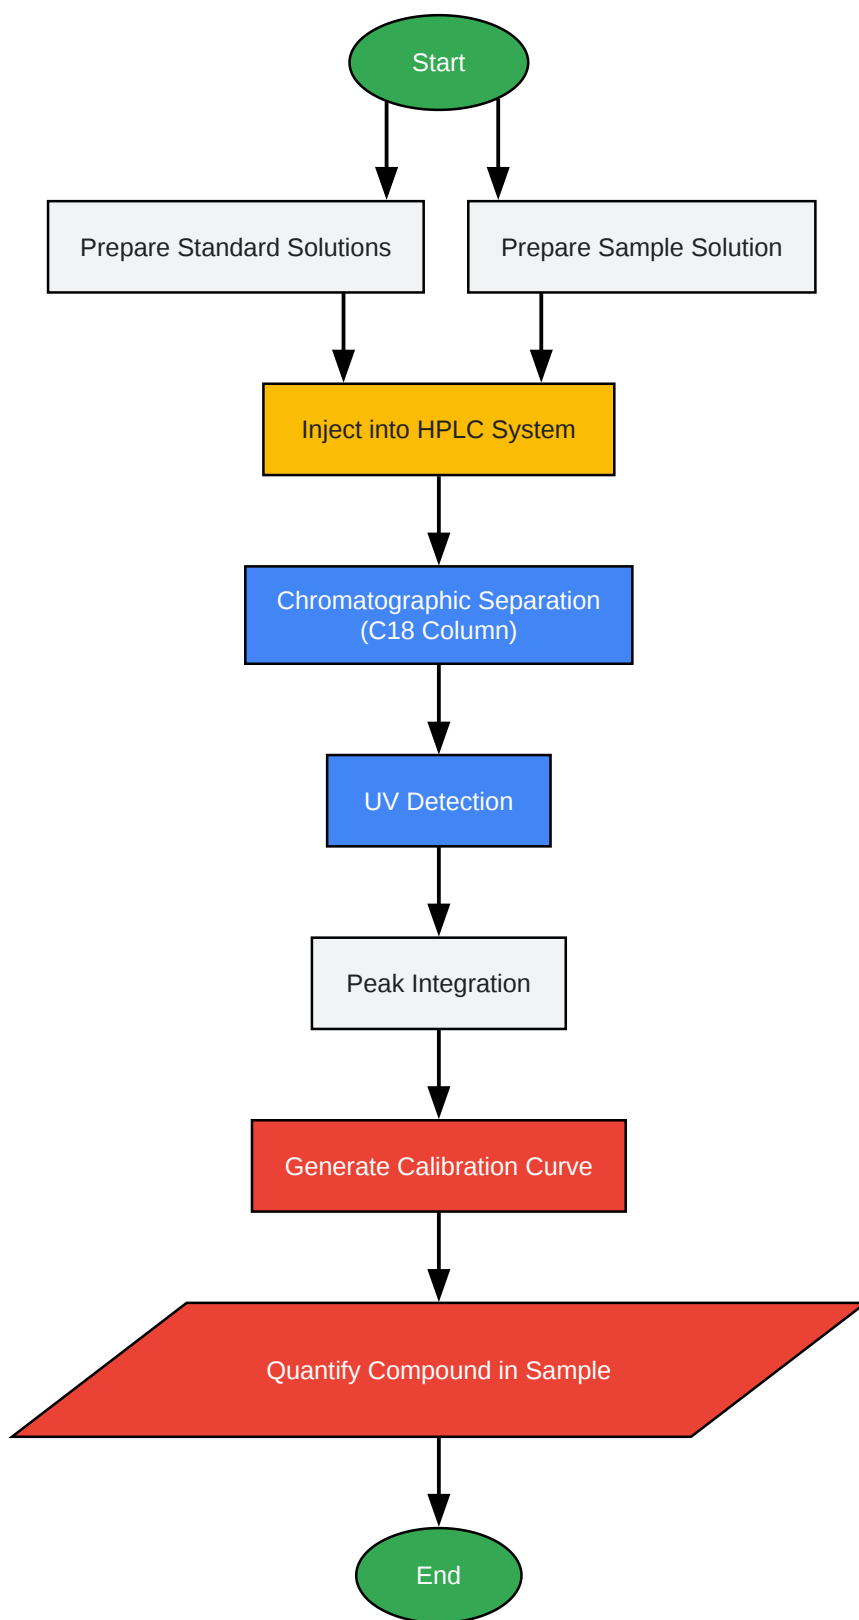 Start
Prepare Standard Solutions
Prepare Sample Solution
Inject into HPLC System
Chromatographic Separation
(C18 Column)
UV Detection
Peak Integration
Generate Calibration Curve
Quantify Compound in Sample
End